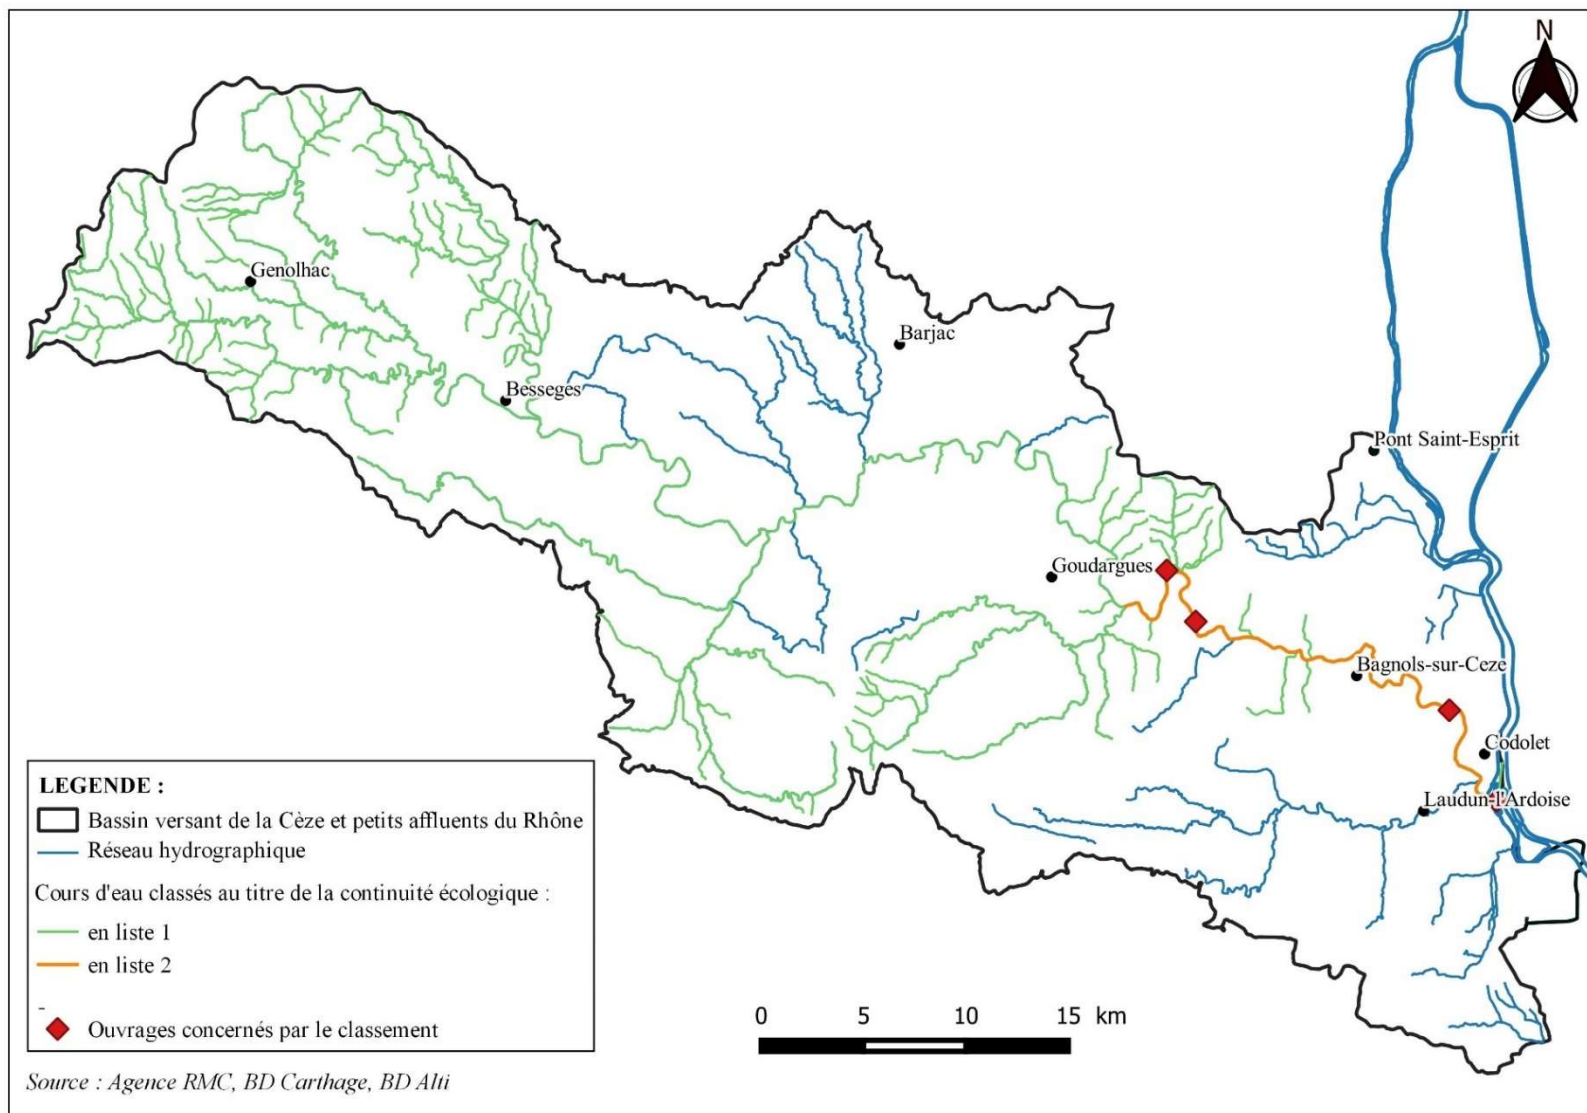 N
Genolhac
Barjac
Besseges
Pont Saint-Esprit
Goudargues
Bagnols-sur-Ceze
Codolet
Laudun-l'Ardoise
LEGENDE :
Bassin versant de la Cèze et petits affluents du Rhône
Réseau hydrographique
Cours d'eau classés au titre de la continuité écologique :
en liste 1
en liste 2
-
Ouvrages concernés par le classement
0 5 10 15 km
Source : Agence RMC, BD Carthage, BD Alti